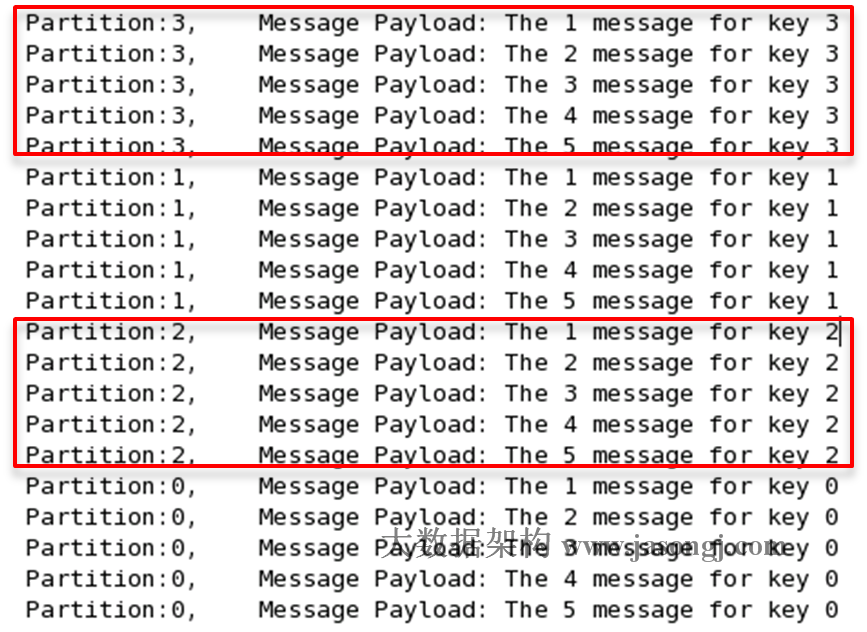 Partition:3,    Message Payload: The 1 message for key 3
Partition:3,    Message Payload: The 2 message for key 3
Partition:3,    Message Payload: The 3 message for key 3
Partition:3,    Message Payload: The 4 message for key 3
Partition:3,    Message Payload: The 5 message for key 3
Partition:1,    Message Payload: The 1 message for key 1
Partition:1,    Message Payload: The 2 message for key 1
Partition:1,    Message Payload: The 3 message for key 1
Partition:1,    Message Payload: The 4 message for key 1
Partition:1,    Message Payload: The 5 message for key 1
Partition:2,    Message Payload: The 1 message for key 2
Partition:2,    Message Payload: The 2 message for key 2
Partition:2,    Message Payload: The 3 message for key 2
Partition:2,    Message Payload: The 4 message for key 2
Partition:2,    Message Payload: The 5 message for key 2
Partition:0,    Message Payload: The 1 message for key 0
Partition:0,    Message Payload: The 2 message for key 0
Partition:0,    Message Payload: The 3 message for key 0
大数据架构 www.jasongj.com
Partition:0,    Message Payload: The 4 message for key 0
Partition:0,    Message Payload: The 5 message for key 0